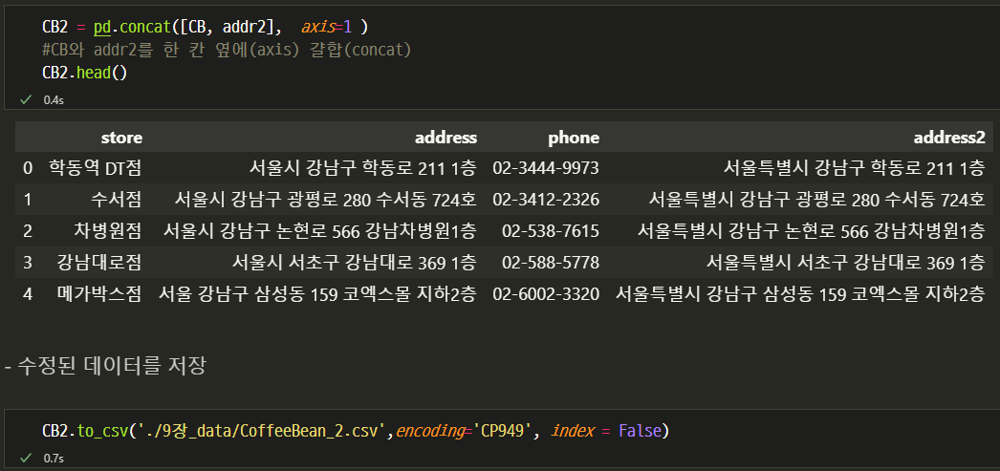 CB2 = pd.concat([CB, addr2],  axis=1 )
#CB와 addr2를 한 칸 옆에(axis) 걀합(concat)
CB2.head()
0.4s
store address phone address2
0 학동역 DT점 서울시 강남구 학동로 211 1층 02-3444-9973 서울특별시 강남구 학동로 211 1층
1 수서점 서울시 강남구 광평로 280 수서동 724호 02-3412-2326 서울특별시 강남구 광평로 280 수서동 724호
2 차병원점 서울시 강남구 논현로 566 강남차병원1층 02-538-7615 서울특별시 강남구 논현로 566 강남차병원1층
3 강남대로점 서울시 서초구 강남대로 369 1층 02-588-5778 서울특별시 서초구 강남대로 369 1층
4 메가박스점 서울 강남구 삼성동 159 코엑스몰 지하2층 02-6002-3320 서울특별시 강남구 삼성동 159 코엑스몰 지하2층
- 수정된 데이터를 저장
CB2.to_csv('./9장_data/CoffeeBean_2.csv',encoding='CP949', index = False)
0.7s